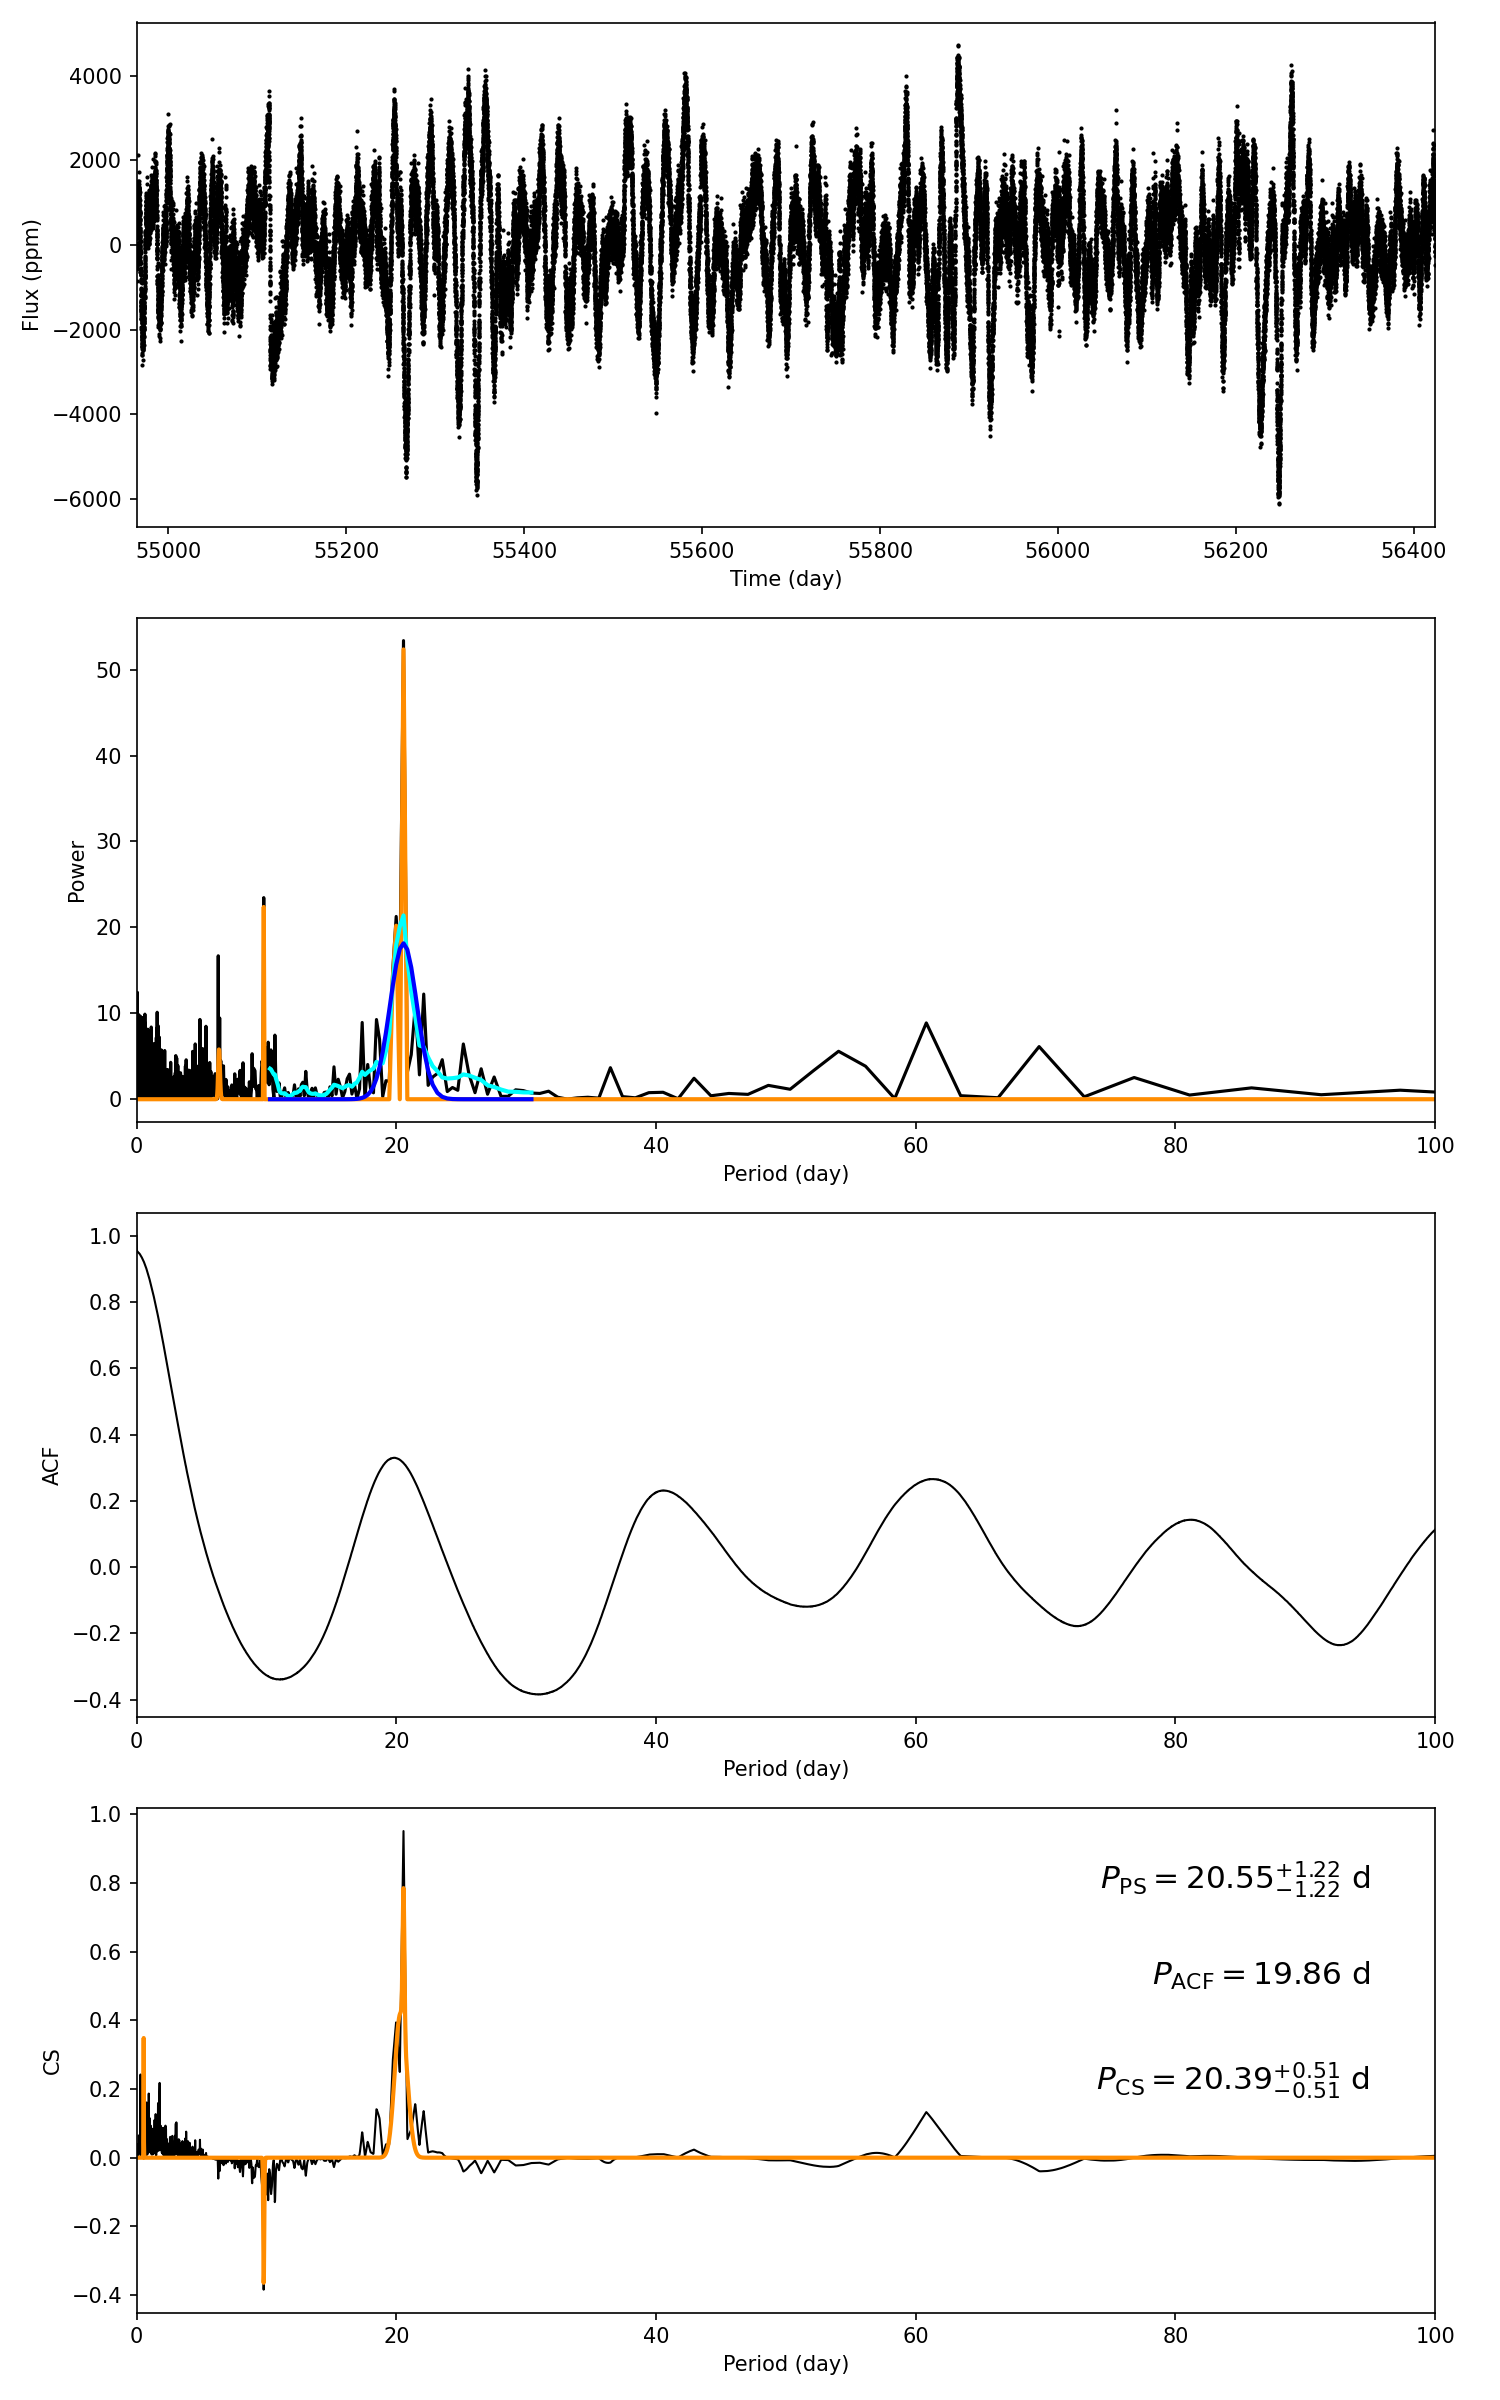 4000
2000
0
−2000
−4000
−6000
Flux (ppm)
55000 55200 55400 55600 55800 56000 56200 56400
Time (day)
50
40
30
20
10
0
Power
0 20 40 60 80 100
Period (day)
1.0
0.8
0.6
0.4
0.2
0.0
−0.2
−0.4
ACF
0 20 40 60 80 100
Period (day)
1.0
0.8
0.6
0.4
0.2
0.0
−0.2
−0.4
CS
P_PS = 20.55^{+1.22}_{−1.22} d
P_ACF = 19.86 d
P_CS = 20.39^{+0.51}_{−0.51} d
0 20 40 60 80 100
Period (day)